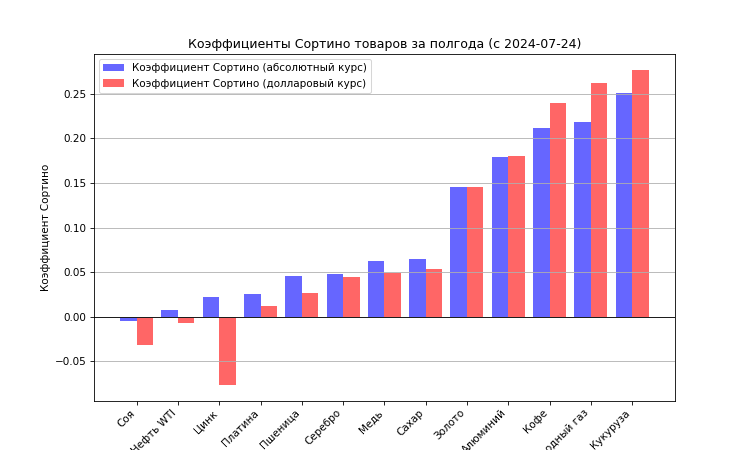 Коэффициенты Сортино товаров за полгода (с 2024-07-24)
Коэффициент Сортино (абсолютный курс)
Коэффициент Сортино (долларовый курс)
Коэффициент Сортино
0.25
0.20
0.15
0.10
0.05
0.00
−0.05
Соя
Нефть WTI
Цинк
Платина
Пшеница
Серебро
Медь
Сахар
Золото
Алюминий
Кофе
газ
Кукуруза